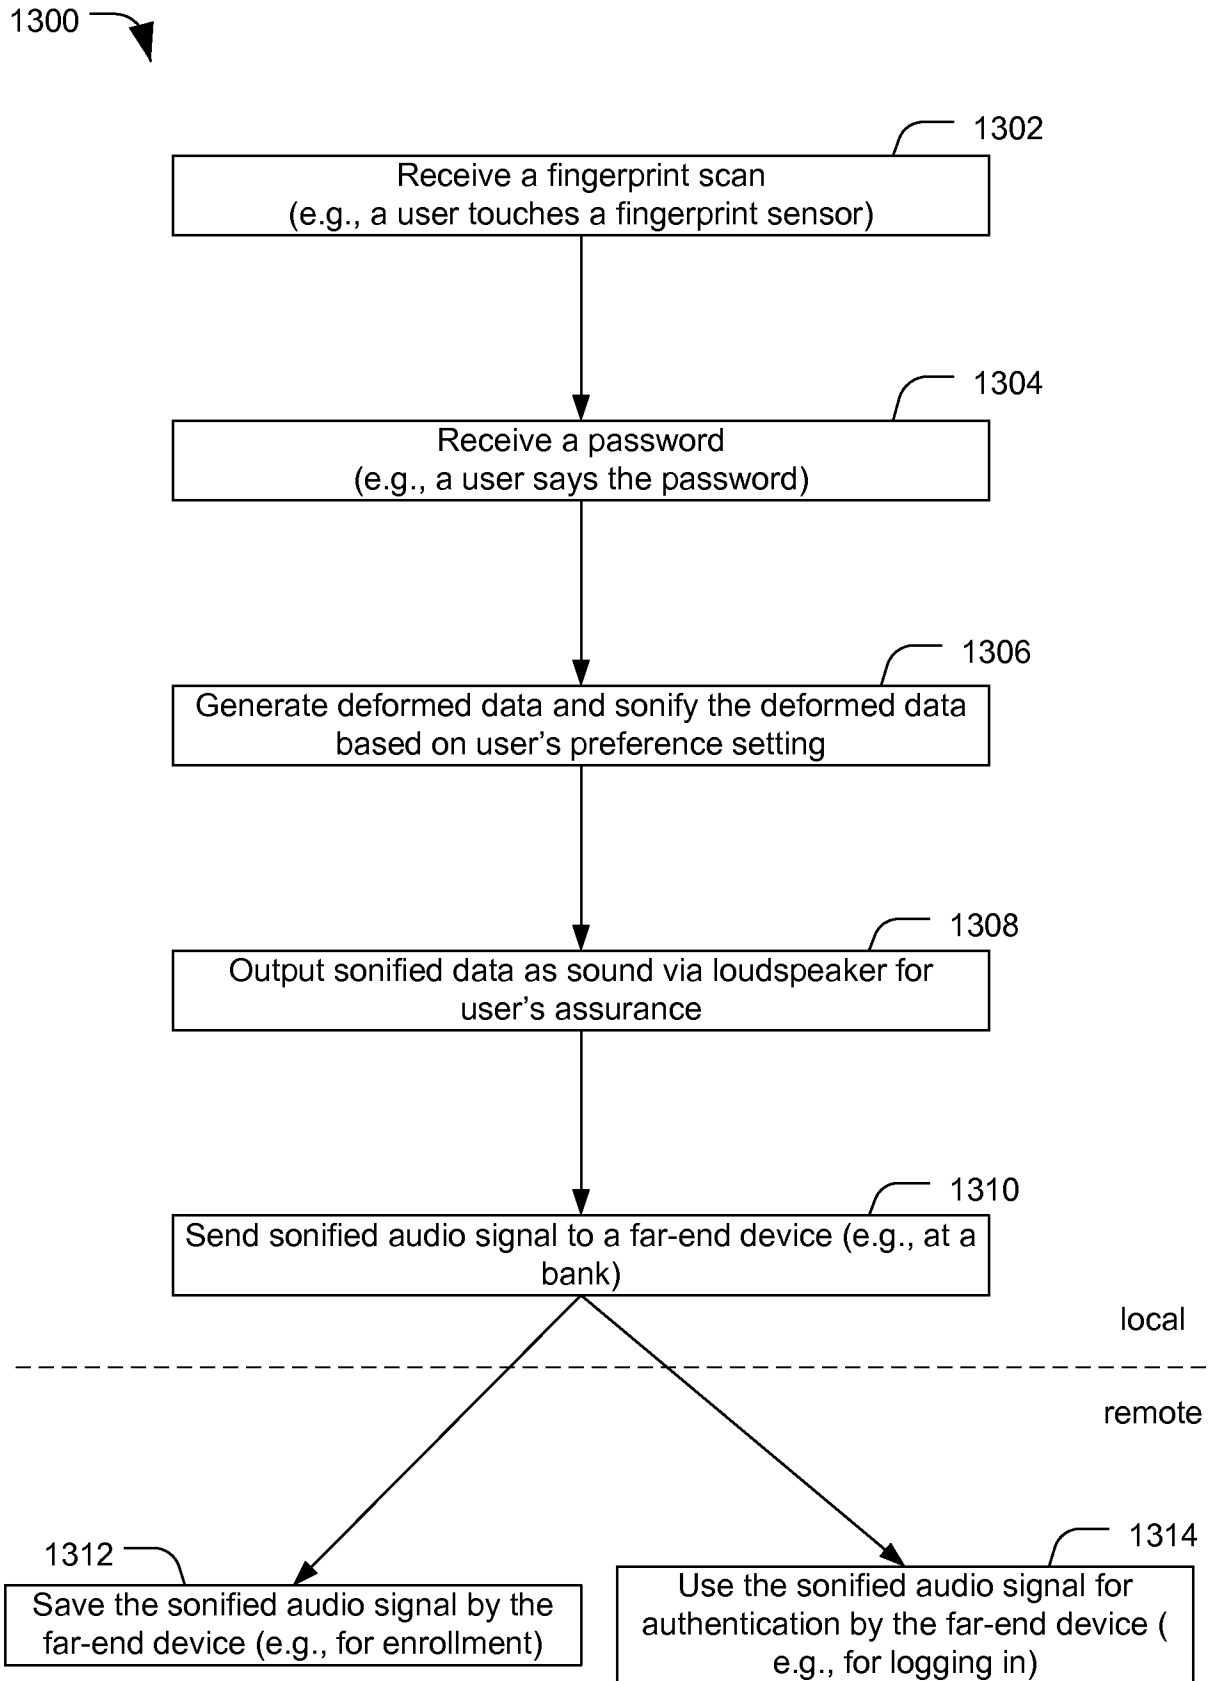 1300
1302
Receive a fingerprint scan
(e.g., a user touches a fingerprint sensor)
1304
Receive a password
(e.g., a user says the password)
1306
Generate deformed data and sonify the deformed data
based on user's preference setting
1308
Output sonified data as sound via loudspeaker for
user's assurance
1310
Send sonified audio signal to a far-end device (e.g., at a
bank)
local
remote
1312
Save the sonified audio signal by the
far-end device (e.g., for enrollment)
1314
Use the sonified audio signal for
authentication by the far-end device (
e.g., for logging in)